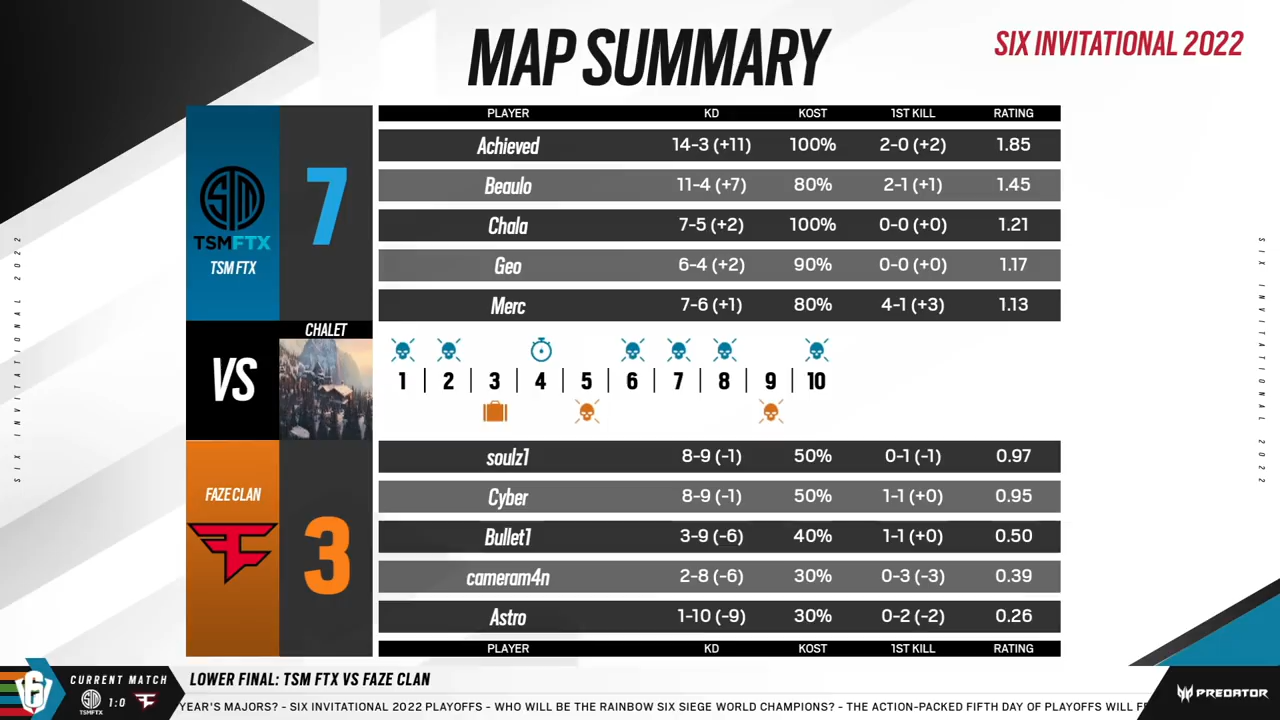 MAP SUMMARY
SIX INVITATIONAL 2022
PLAYER KD KOST 1ST KILL RATING
Achieved 14-3 (+11) 100% 2-0 (+2) 1.85
Beaulo 11-4 (+7) 80% 2-1 (+1) 1.45
Chala 7-5 (+2) 100% 0-0 (+0) 1.21
Geo 6-4 (+2) 90% 0-0 (+0) 1.17
Merc 7-6 (+1) 80% 4-1 (+3) 1.13
TSM
TSMFTX
TSM FTX
7
SIX INVITATIONAL 2022
SIX INVITATIONAL 2022
VS
CHALET
1 2 3 4 5 6 7 8 9 10
FAZE CLAN
3
soulz1 8-9 (-1) 50% 0-1 (-1) 0.97
Cyber 8-9 (-1) 50% 1-1 (+0) 0.95
Bullet1 3-9 (-6) 40% 1-1 (+0) 0.50
cameram4n 2-8 (-6) 30% 0-3 (-3) 0.39
Astro 1-10 (-9) 30% 0-2 (-2) 0.26
PLAYER KD KOST 1ST KILL RATING
6
CURRENT MATCH
TSM
TSMFTX
1:0
LOWER FINAL: TSM FTX VS FAZE CLAN
YEAR'S MAJORS? - SIX INVITATIONAL 2022 PLAYOFFS - WHO WILL BE THE RAINBOW SIX SIEGE WORLD CHAMPIONS? - THE ACTION-PACKED FIFTH DAY OF PLAYOFFS WILL
PREDATOR